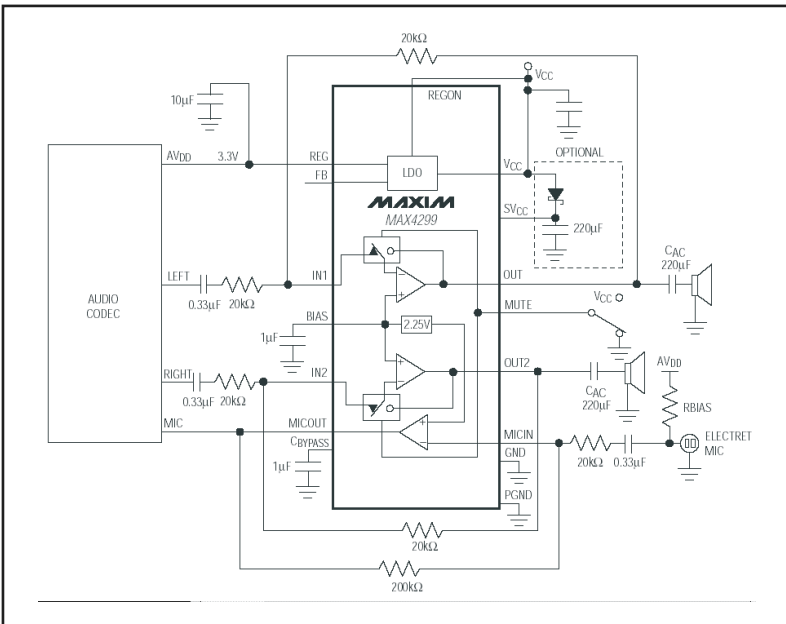 20kΩ
VCC
REGON
10µF
AVDD 3.3V REG
LDO
VCC
OPTIONAL
FB
MAXIM
MAX4299
SVCC
220µF
LEFT
0.33µF
20kΩ
IN1
OUT
CAC
220µF
AUDIO
CODEC
MUTE
VCC
BIAS
2.25V
1µF
OUT2
AVDD
RIGHT
0.33µF
20kΩ
IN2
CAC
220µF
RBIAS
MIC
MICOUT
MICIN
ELECTRET
MIC
CBYPASS
GND
20kΩ
0.33µF
1µF
PGND
20kΩ
200kΩ